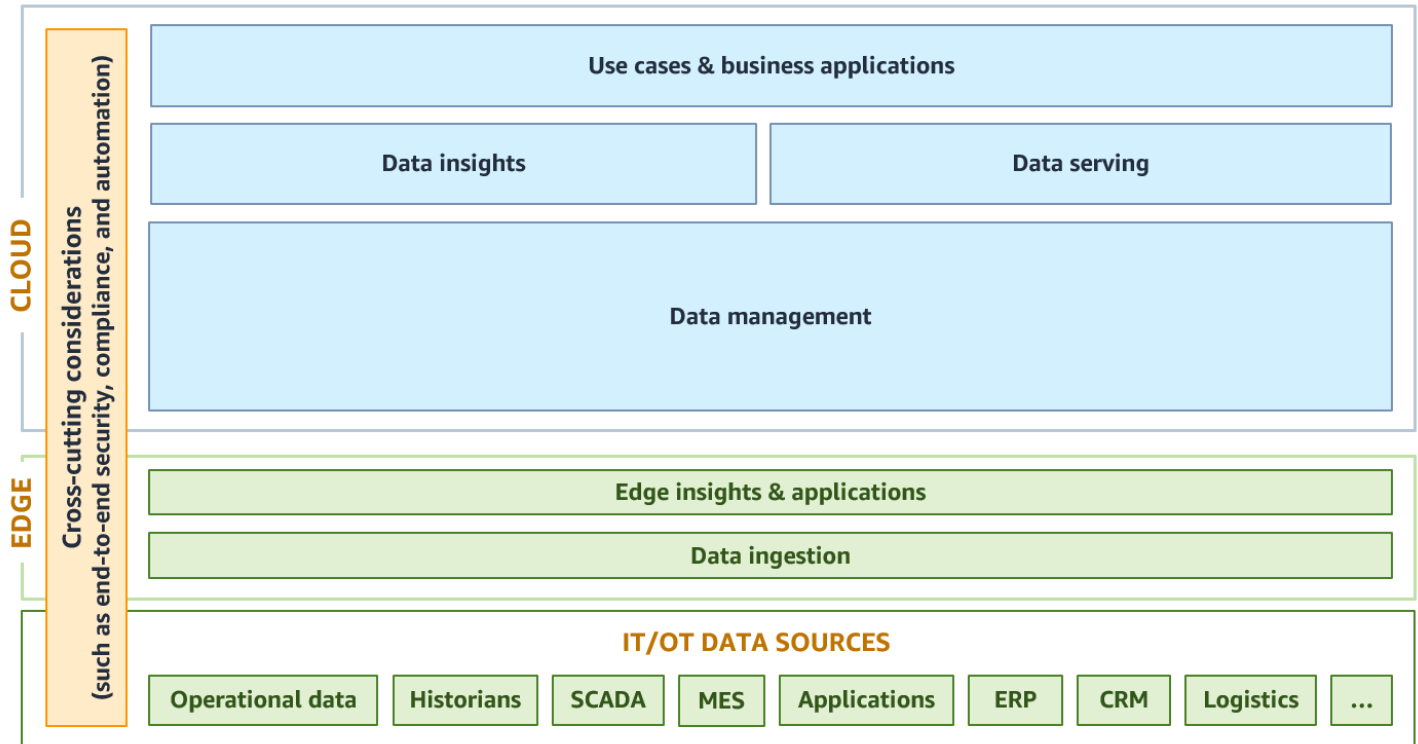 Use cases & business applications
Data insights
Data serving
Data management
CLOUD
Cross-cutting considerations
(such as end-to-end security, compliance, and automation)
EDGE
Edge insights & applications
Data ingestion
IT/OT DATA SOURCES
Operational data
Historians
SCADA
MES
Applications
ERP
CRM
Logistics
...